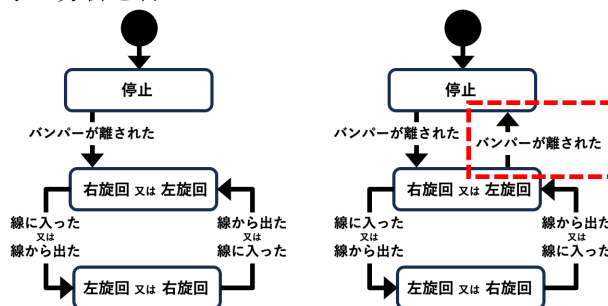 停止
バンパーが離された
右旋回 又は 左旋回
線に入った
又は
線から出た
線から出た
又は
線に入った
左旋回 又は 右旋回
停止
バンパーが離された
バンパーが離された
右旋回 又は 左旋回
線に入った
又は
線から出た
線から出た
又は
線に入った
左旋回 又は 右旋回